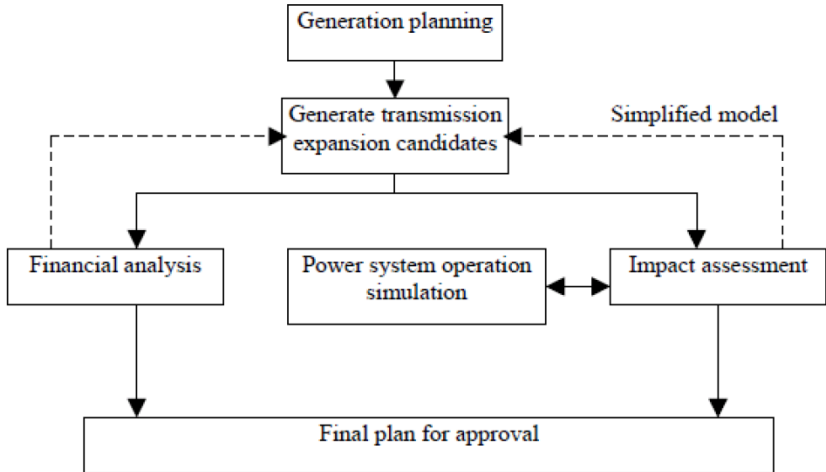 Generation planning
Generate transmission
expansion candidates
Simplified model
Financial analysis
Power system operation
simulation
Impact assessment
Final plan for approval